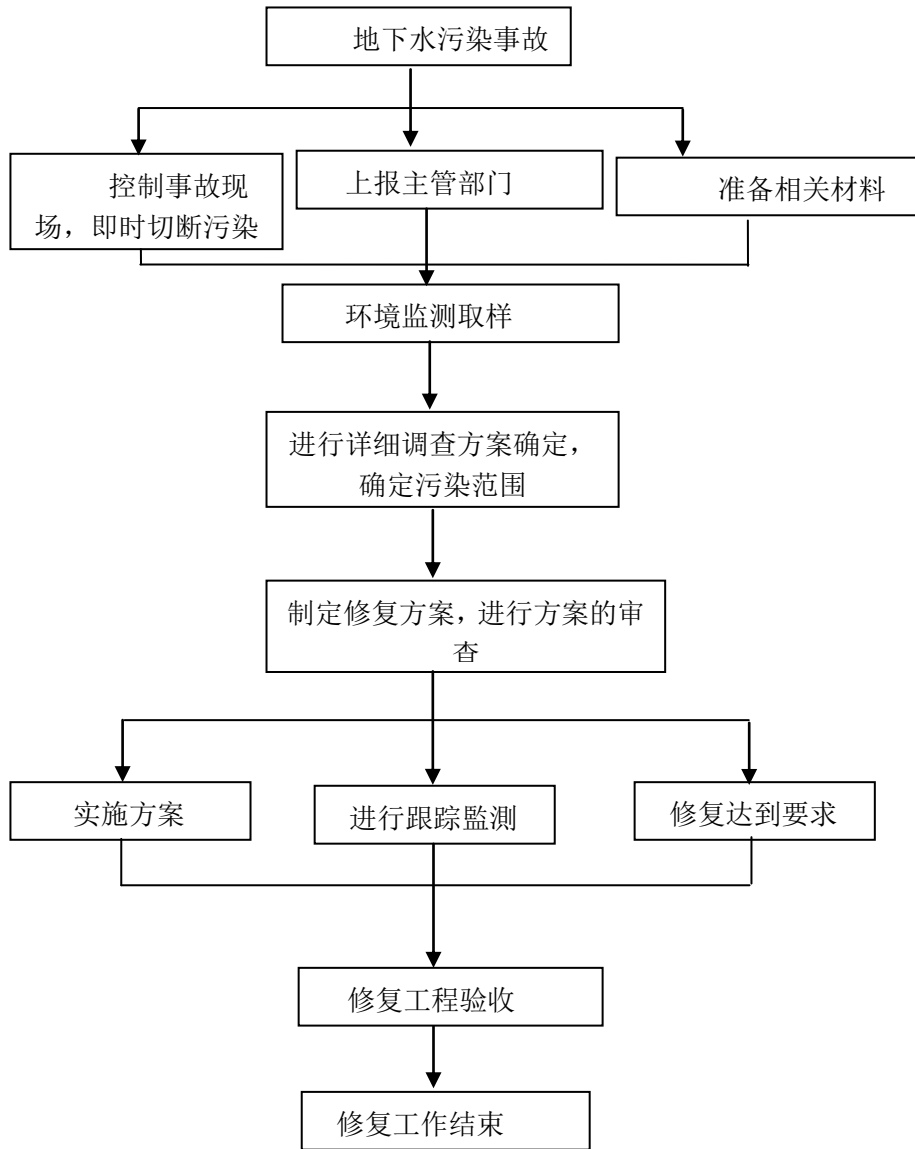 地下水污染事故
控制事故现
场，即时切断污染
上报主管部门
准备相关材料
环境监测取样
进行详细调查方案确定，
确定污染范围
制定修复方案，进行方案的审
查
实施方案
进行跟踪監測
修复达到要求
修复工程验收
修复工作结束